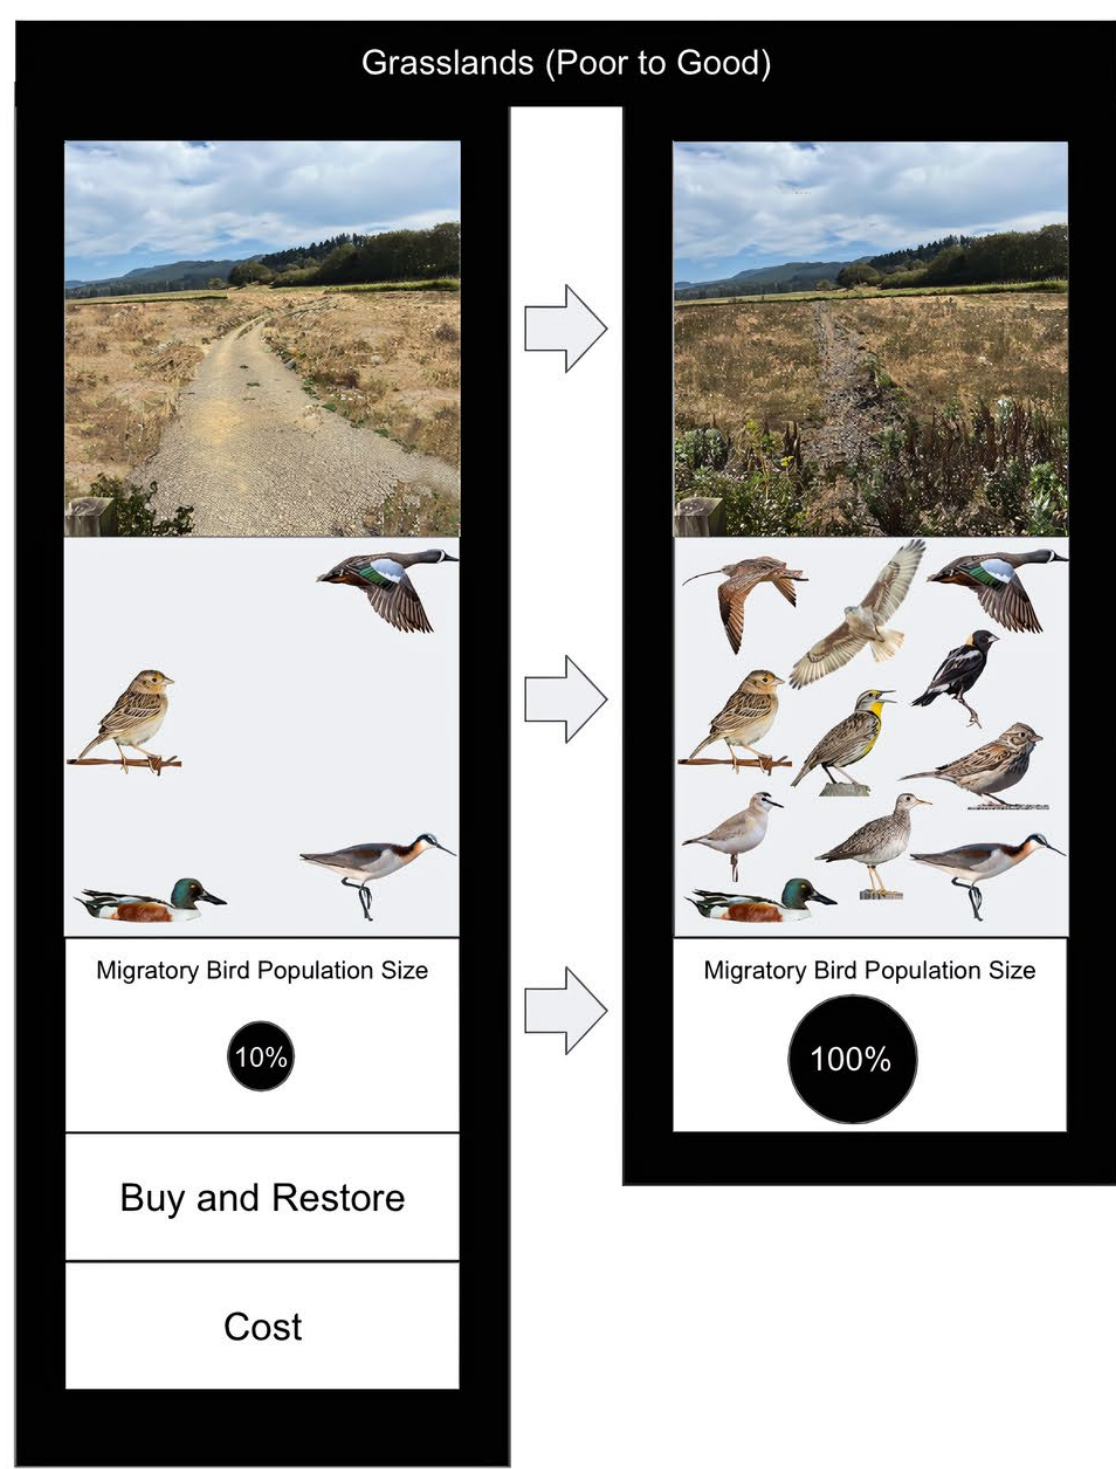 Grasslands (Poor to Good)
Migratory Bird Population Size
10%
Buy and Restore
Cost
Migratory Bird Population Size
100%